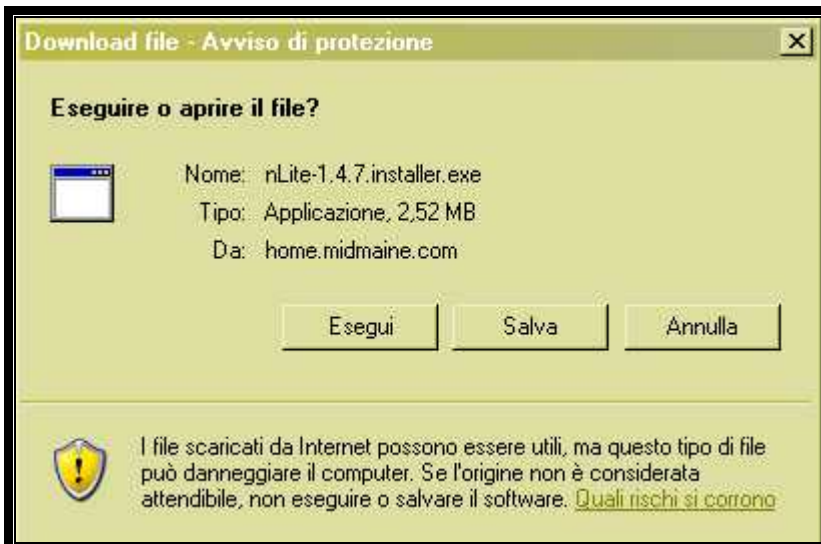 Download file - Avviso di protezione
Eseguire o aprire il file?
Nome: nLite-1.4.7.installer.exe
Tipo: Applicazione, 2,52 MB
Da: home.midmaine.com
Esegui Salva Annulla
I file scaricati da Internet possono essere utili, ma questo tipo di file
può danneggiare il computer. Se l'origine non è considerata
attendibile, non eseguire o salvare il software. Quali rischi si corrono